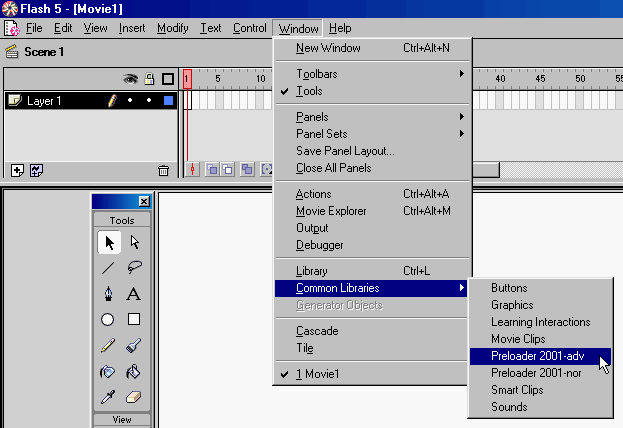 Flash 5 - [Movie1]
File Edit View Insert Modify Text Control Window Help
Scene 1
1 5 10 40 45 50 55
Layer 1
New Window Ctrl+Alt+N
Toolbars
Tools
Panels
Panel Sets
Save Panel Layout...
Close All Panels
Actions Ctrl+Alt+A
Movie Explorer Ctrl+Alt+M
Output
Debugger
Library Ctrl+L
Common Libraries
Generator Objects
Cascade
Tile
1 Movie1
Tools
View
Buttons
Graphics
Learning Interactions
Movie Clips
Preloader 2001-adv
Preloader 2001-nor
Smart Clips
Sounds